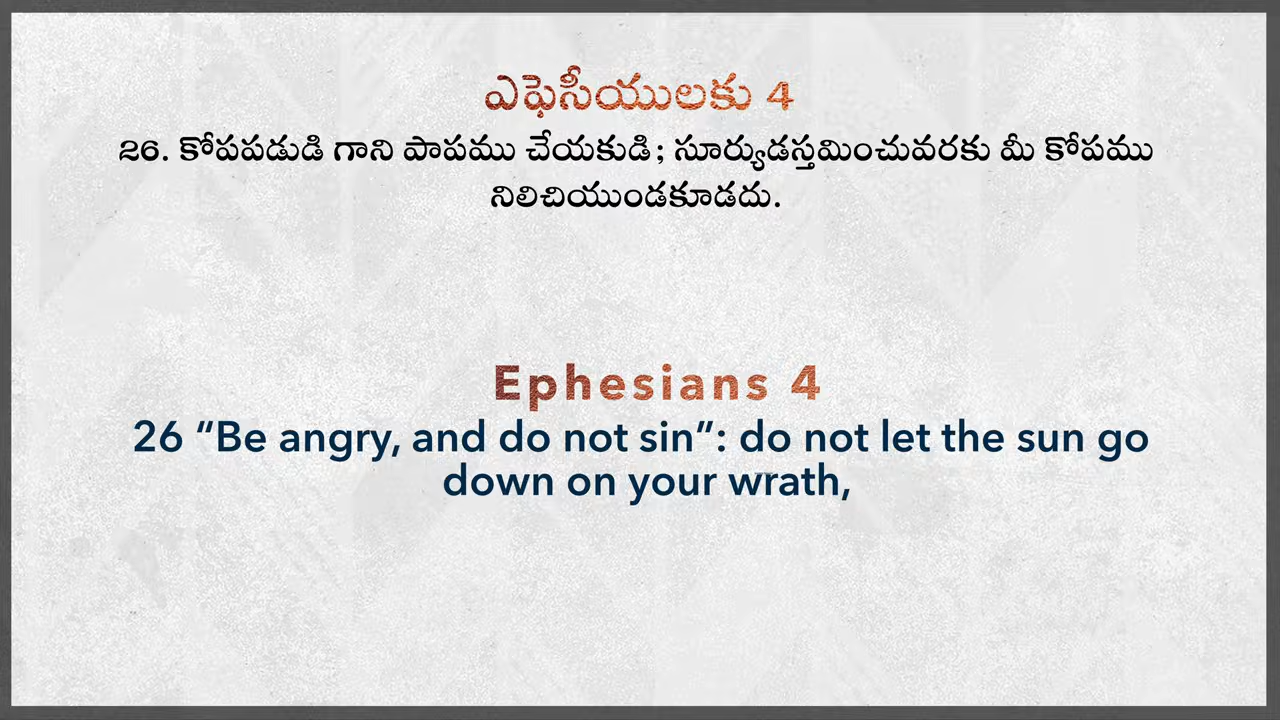 ఎఫెసీయులకు 4
26. కోపపడుడి గాని పాపము చేయకుడి; సూర్యుడస్తమించువరకు మీ కోపము
నిలిచియుండకూడదు.
Ephesians 4
26 “Be angry, and do not sin”: do not let the sun go
down on your wrath,